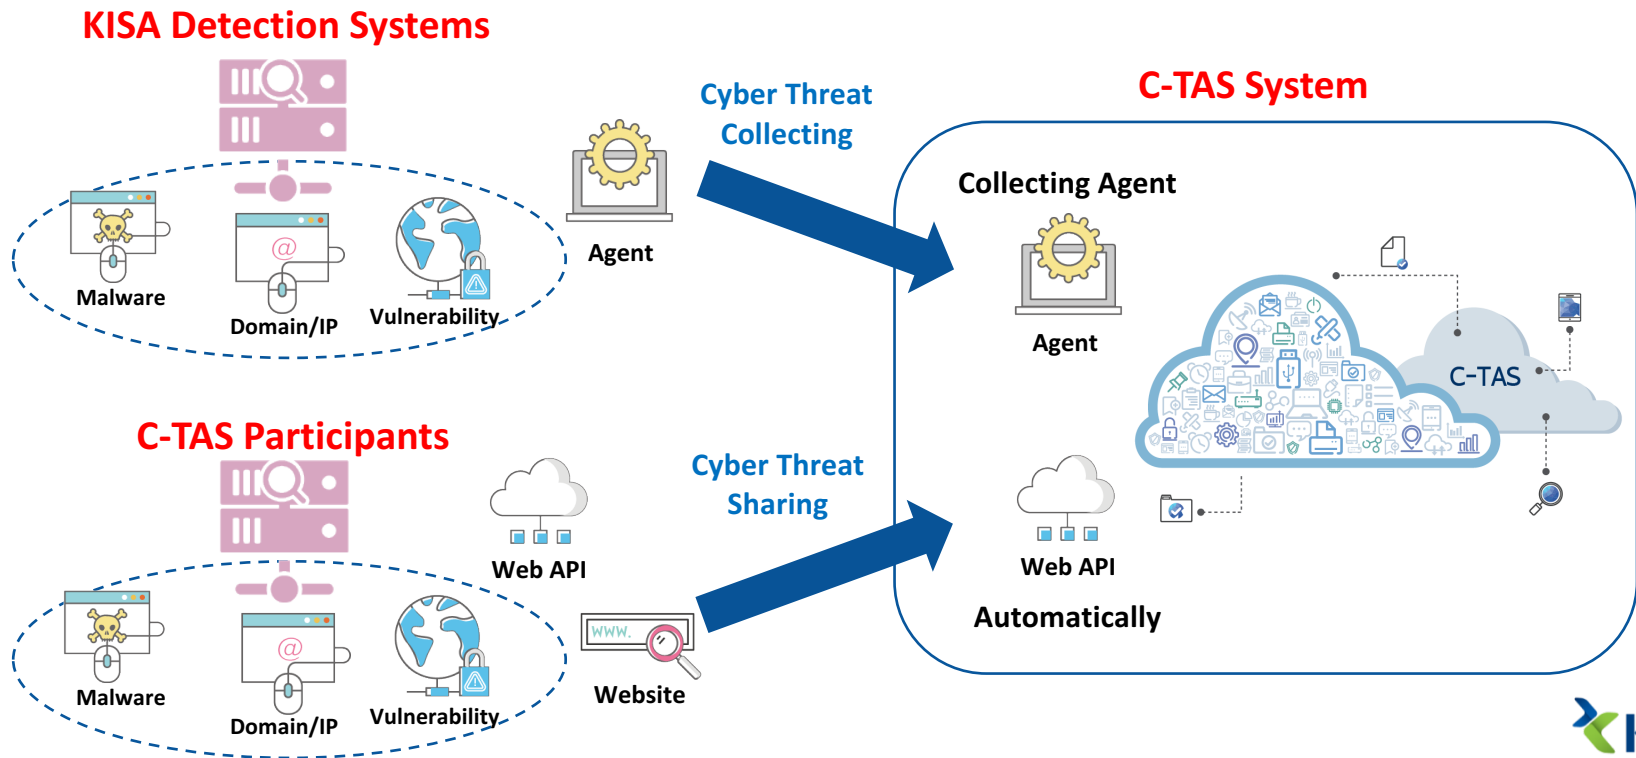 KISA Detection Systems
Malware
@
Domain/IP
Vulnerability
Agent
Cyber Threat
Collecting
C-TAS Participants
Malware
@
Domain/IP
Vulnerability
Web API
WWW.
Website
Cyber Threat
Sharing
C-TAS System
Collecting Agent
Agent
Web API
Automatically
C-TAS